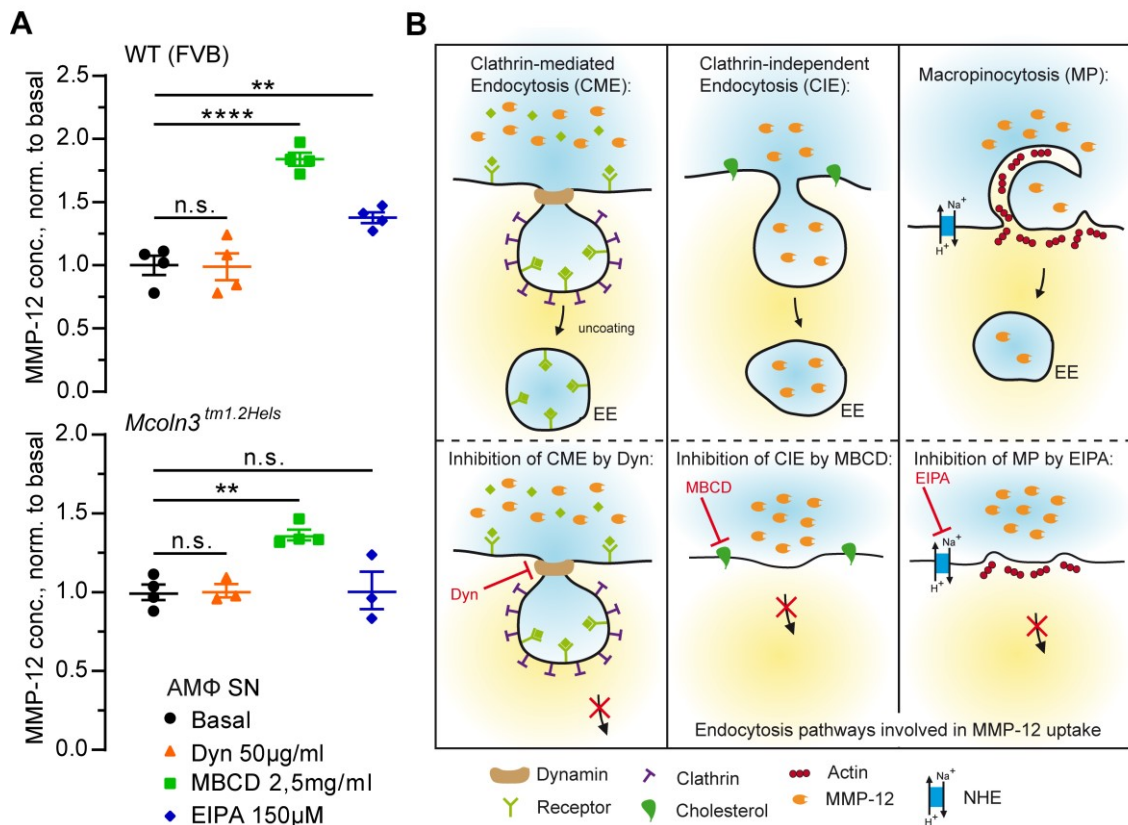 A
WT (FVB)
MMP-12 conc., norm. to basal
2.5
2.0
1.5
1.0
0.5
0.0
**
****
n.s.
Mcoln3 tm1.2Hels
MMP-12 conc., norm. to basal
2.0
1.5
1.0
0.5
0.0
n.s.
**
n.s.
AMΦ SN
Basal
Dyn 50µg/ml
MBCD 2,5mg/ml
EIPA 150µM
B
Clathrin-mediated
Endocytosis (CME):
uncoating
EE
Clathrin-independent
Endocytosis (CIE):
EE
Macropinocytosis (MP):
Na+
H+
EE
Inhibition of CME by Dyn:
Dyn
Inhibition of CIE by MBCD:
MBCD
Inhibition of MP by EIPA:
EIPA
Na+
H+
Endocytosis pathways involved in MMP-12 uptake
Dynamin
Receptor
Clathrin
Cholesterol
Actin
MMP-12
Na+
H+
NHE